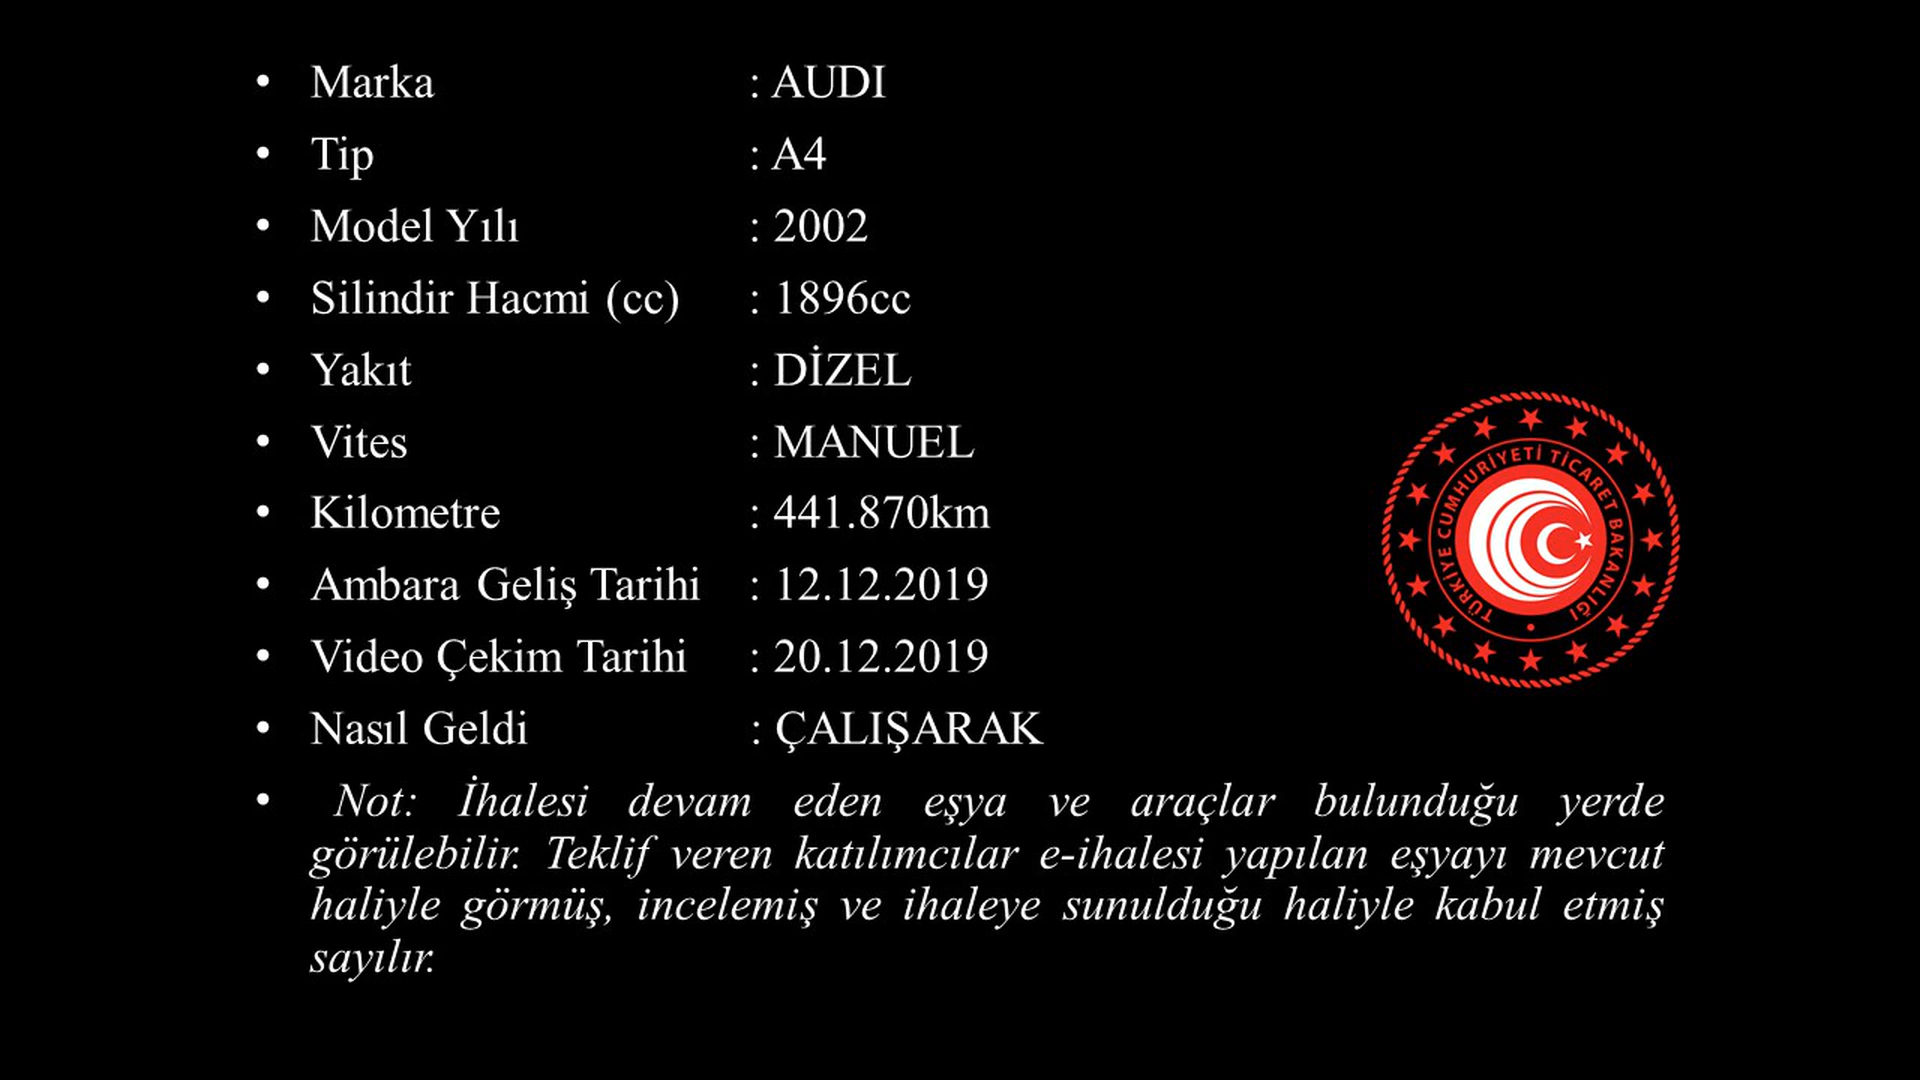 • Marka : AUDI
• Tip : A4
• Model Yılı : 2002
• Silindir Hacmi (cc) : 1896cc
• Yakıt : DİZEL
• Vites : MANUEL
• Kilometre : 441.870km
• Ambara Geliş Tarihi : 12.12.2019
• Video Çekim Tarihi : 20.12.2019
• Nasıl Geldi : ÇALIŞARAK
• Not: İhalesi devam eden eşya ve araçlar bulunduğu yerde
görülebilir. Teklif veren katılımcılar e-ihalesi yapılan eşyayı mevcut
haliyle görmüş, incelemiş ve ihaleye sunulduğu haliyle kabul etmiş
sayılır.
TÜRKİYE CUMHURİYETİ TİCARET BAKANLIĞI